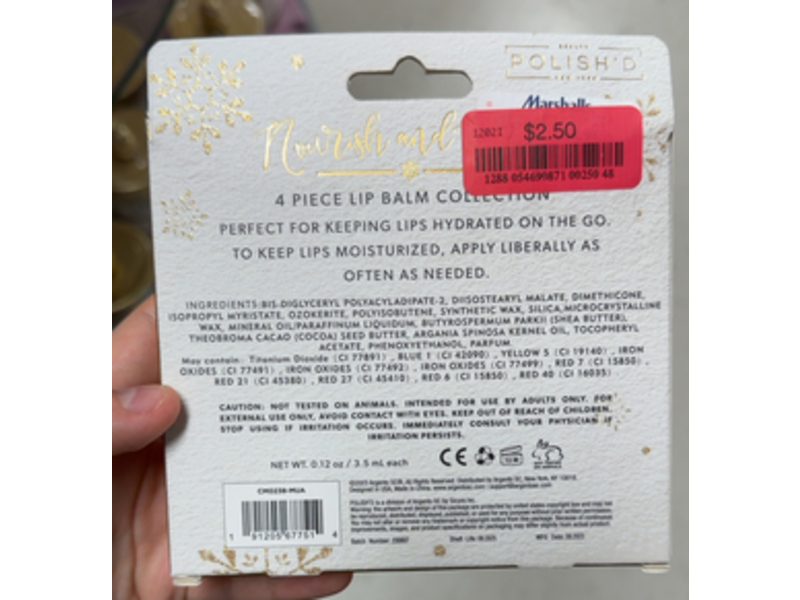 BEAUTY
POLISH'D
NEW YORK
Marshalls
12021 $2.50
1288 054699871 00250 48
Nourish and
4 PIECE LIP BALM COLLECTION
PERFECT FOR KEEPING LIPS HYDRATED ON THE GO.
TO KEEP LIPS MOISTURIZED, APPLY LIBERALLY AS
OFTEN AS NEEDED.
INGREDIENTS:BIS-DIGLYCERYL POLYACYLADIPATE-2, DIISOSTEARYL MALATE, DIMETHICONE,
ISOPROPYL MYRISTATE, OZOKERITE, POLYISOBUTENE, SYNTHETIC WAX, SILICA,MICROCRYSTALLINE
WAX, MINERAL OIL/PARAFFINUM LIQUIDUM, BUTYROSPERMUM PARKII (SHEA BUTTER),
THEOBROMA CACAO (COCOA) SEED BUTTER, ARGANIA SPINOSA KERNEL OIL, TOCOPHERYL
ACETATE, PHENOXYETHANOL, PARFUM
May contain: Titanium Dioxide (CI 77891) , BLUE 1 (CI 42090) , YELLOW 5 (CI 19140) , IRON
OXIDES (CI 77491) , IRON OXIDES (CI 77492) , IRON OXIDES (CI 77499) , RED 7 (CI 15850) ,
RED 21 (CI 45380) , RED 27 (CI 45410) , RED 6 (CI 15850) , RED 40 (CI 16035)
CAUTION: NOT TESTED ON ANIMALS. INTENDED FOR USE BY ADULTS ONLY. FOR
EXTERNAL USE ONLY, AVOID CONTACT WITH EYES. KEEP OUT OF REACH OF CHILDREN.
STOP USING IF IRRITATION OCCURS. IMMEDIATELY CONSULT YOUR PHYSICIAN IF
IRRITATION PERSISTS.
NET WT. 0.12 oz / 3.5 mL each
CE
CM0238-MUA
1 91205 67751 4